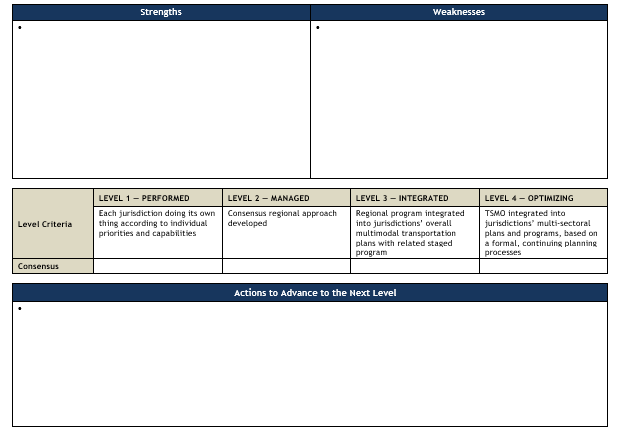 Strengths
Weaknesses
•
•
Level Criteria
LEVEL 1 — PERFORMED
LEVEL 2 — MANAGED
LEVEL 3 — INTEGRATED
LEVEL 4 — OPTIMIZING
Each jurisdiction doing its own
thing according to individual
priorities and capabilities
Consensus regional approach
developed
Regional program integrated
into jurisdictions' overall
multimodal transportation
plans with related staged
program
TSMO integrated into
jurisdictions' multi-sectoral
plans and programs, based on
a formal, continuing planning
processes
Consensus
Actions to Advance to the Next Level
•